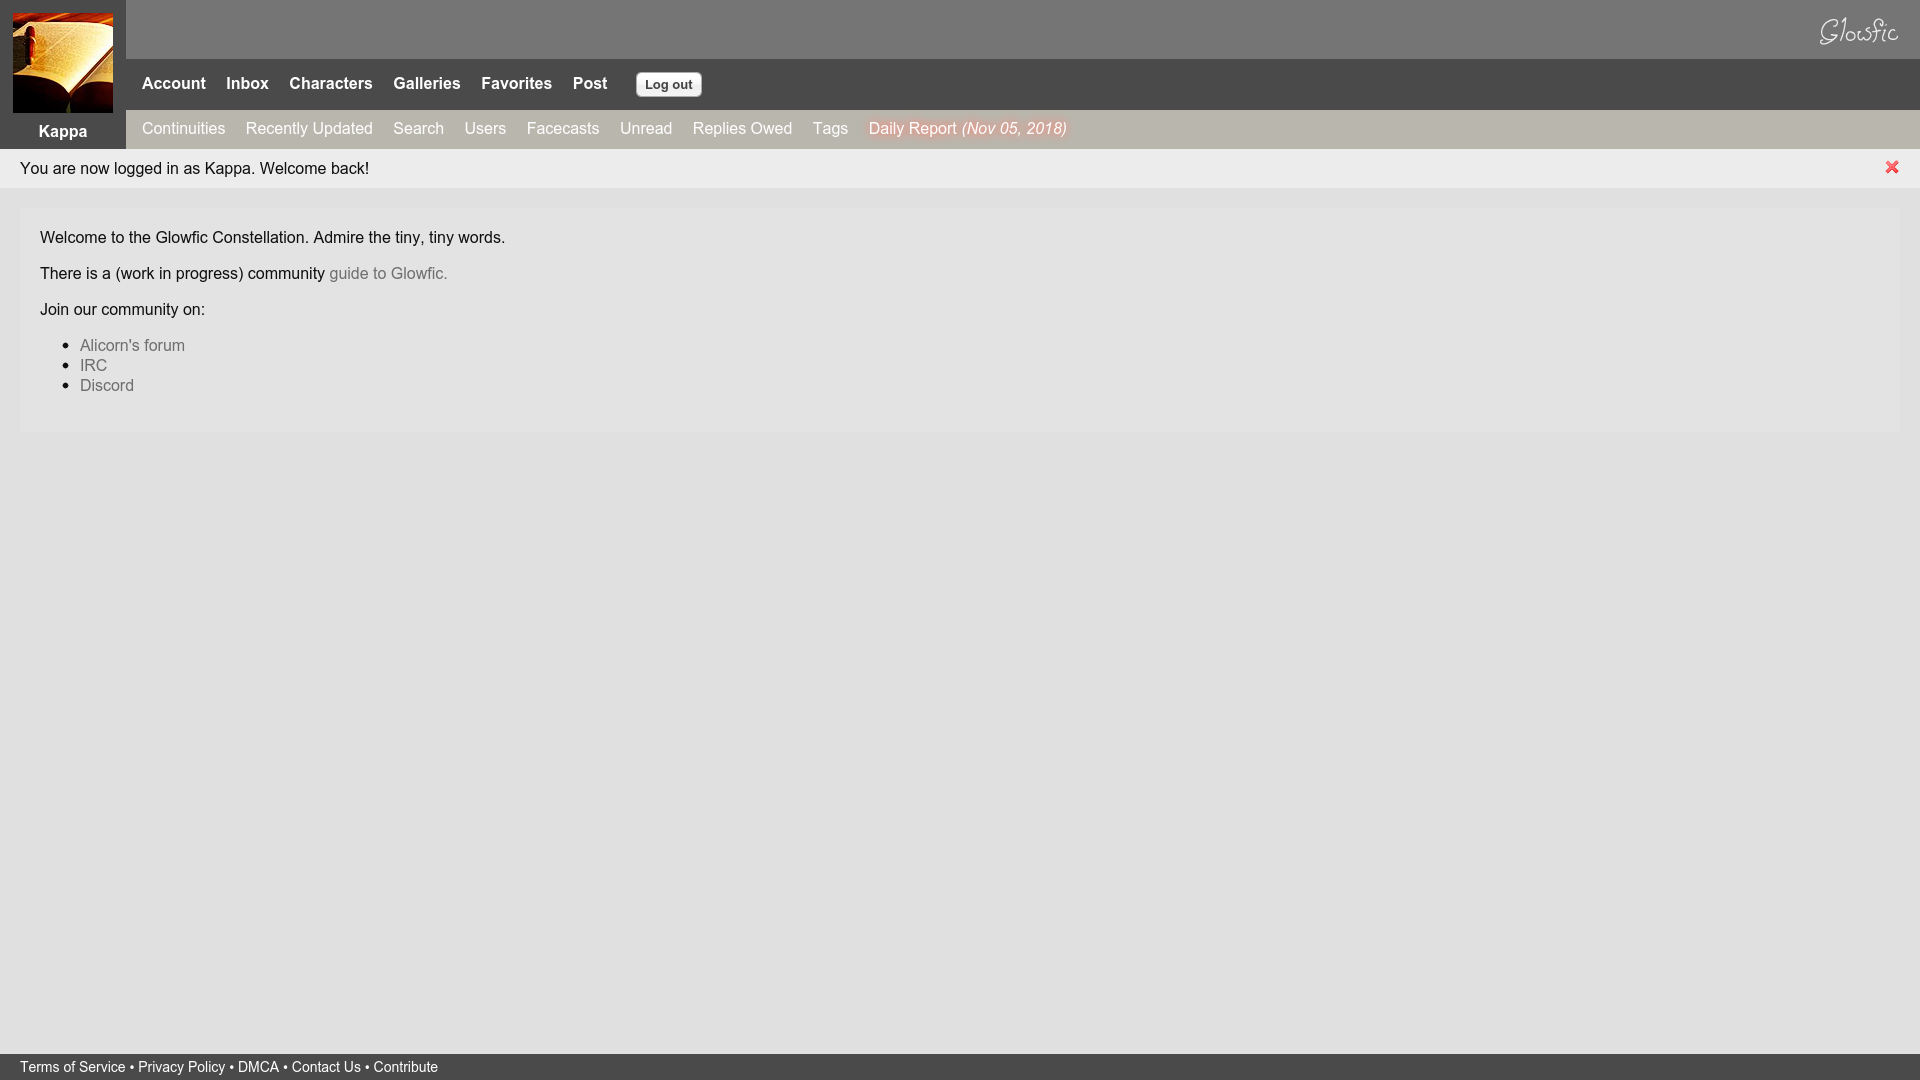 Glowfic
Account Inbox Characters Galleries Favorites Post Log out
Kappa
Continuities Recently Updated Search Users Facecasts Unread Replies Owed Tags Daily Report (Nov 05, 2018)
You are now logged in as Kappa. Welcome back!
Welcome to the Glowfic Constellation. Admire the tiny, tiny words.
There is a (work in progress) community guide to Glowfic.
Join our community on:
• Alicorn's forum
• IRC
• Discord
Terms of Service • Privacy Policy • DMCA • Contact Us • Contribute